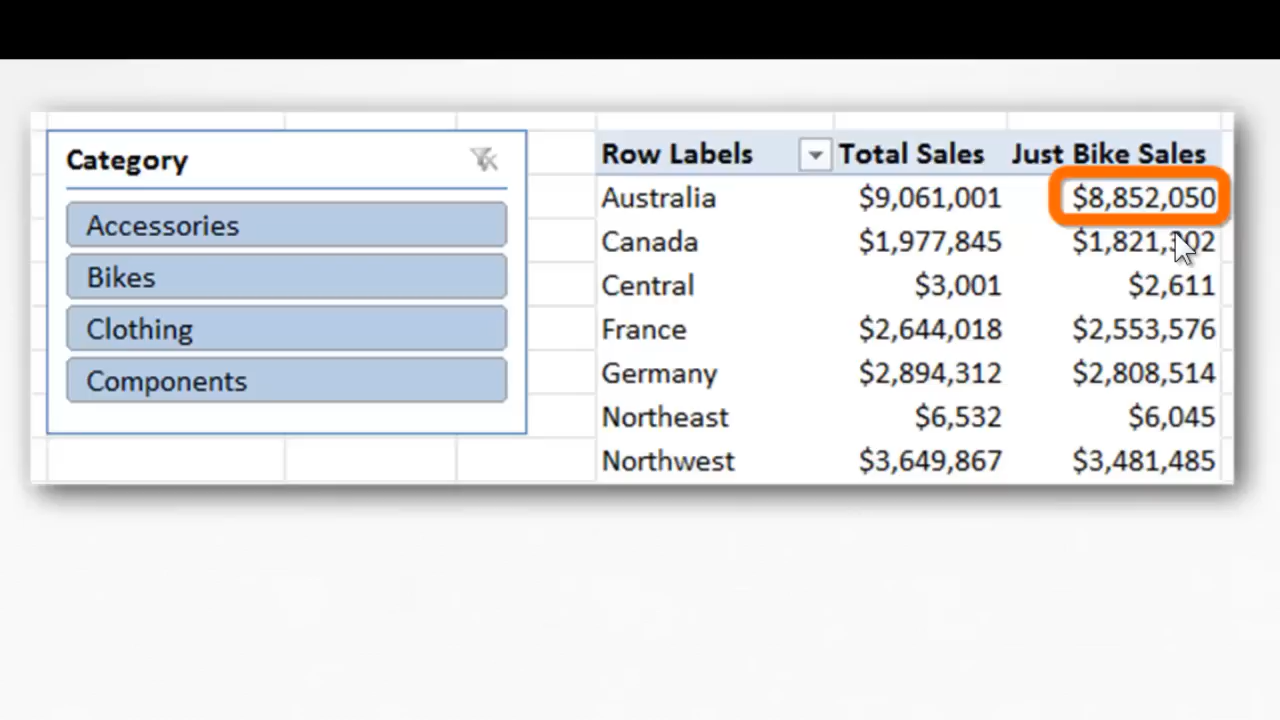 Category
Accessories
Bikes
Clothing
Components
Row Labels Total Sales Just Bike Sales
Australia $9,061,001 $8,852,050
Canada $1,977,845
Central $3,001 $2,611
France $2,644,018 $2,553,576
Germany $2,894,312 $2,808,514
Northeast $6,532 $6,045
Northwest $3,649,867 $3,481,485